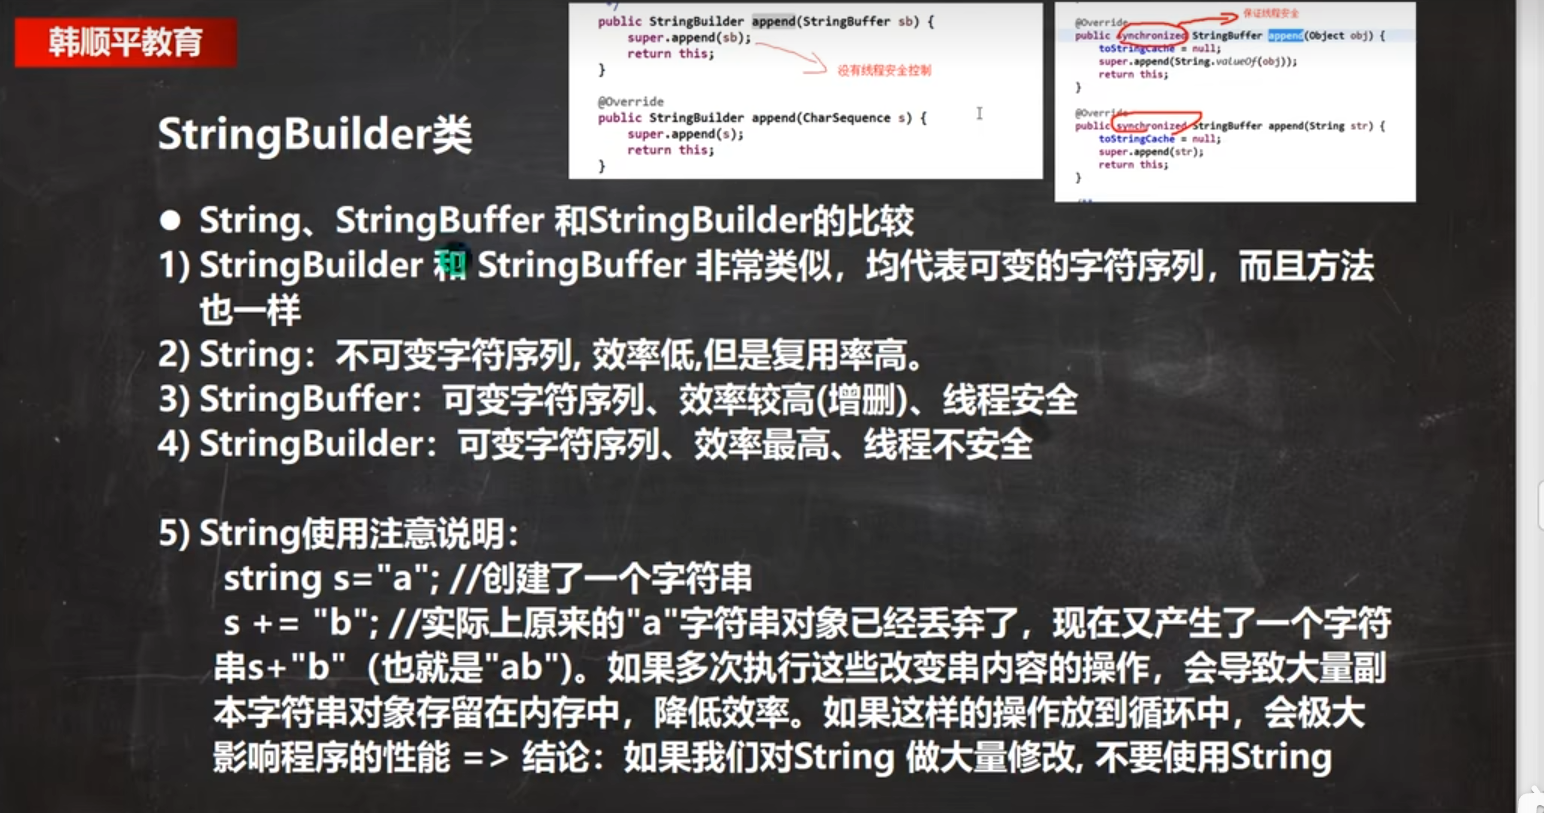 韩顺平教育
*/
public StringBuilder append(StringBuffer sb) {
super.append(sb);
return this;
}
没有线程安全控制
@Override
public StringBuilder append(CharSequence s) {
super.append(s);
return this;
}
保证线程安全
@Override
public synchronized StringBuffer append(Object obj) {
toStringCache = null;
super.append(String.valueOf(obj));
return this;
}
@Override
public synchronized StringBuffer append(String str) {
toStringCache = null;
super.append(str);
return this;
}
StringBuilder类
● String、StringBuffer 和StringBuilder的比较
1) StringBuilder 和 StringBuffer 非常类似，均代表可变的字符序列，而且方法
也一样
2) String：不可变字符序列, 效率低,但是复用率高。
3) StringBuffer：可变字符序列、效率较高(增删)、线程安全
4) StringBuilder：可变字符序列、效率最高、线程不安全
5) String使用注意说明：
string s="a"; //创建了一个字符串
s += "b"; //实际上原来的"a"字符串对象已经丢弃了，现在又产生了一个字符
串s+"b"（也就是"ab")。如果多次执行这些改变串内容的操作，会导致大量副
本字符串对象存留在内存中，降低效率。如果这样的操作放到循环中，会极大
影响程序的性能 => 结论：如果我们对String 做大量修改, 不要使用String